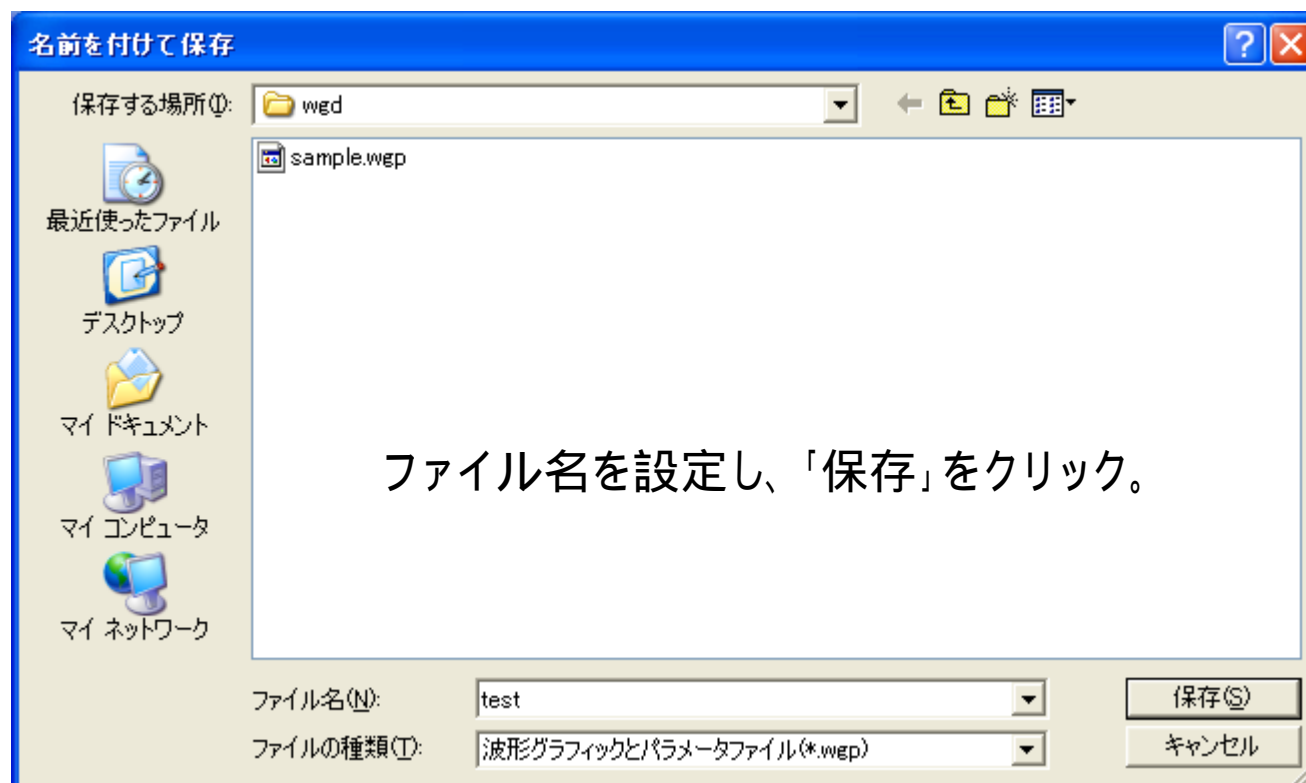 名前を付けて保存
保存する場所(I):
wgd
sample.wgp
最近使ったファイル
デスクトップ
マイ ドキュメント
マイ コンピュータ
マイ ネットワーク
ファイル名を設定し、「保存」をクリック。
ファイル名(N):
test
保存(S)
ファイルの種類(T):
波形グラフィックとパラメータファイル(*.wgp)
キャンセル